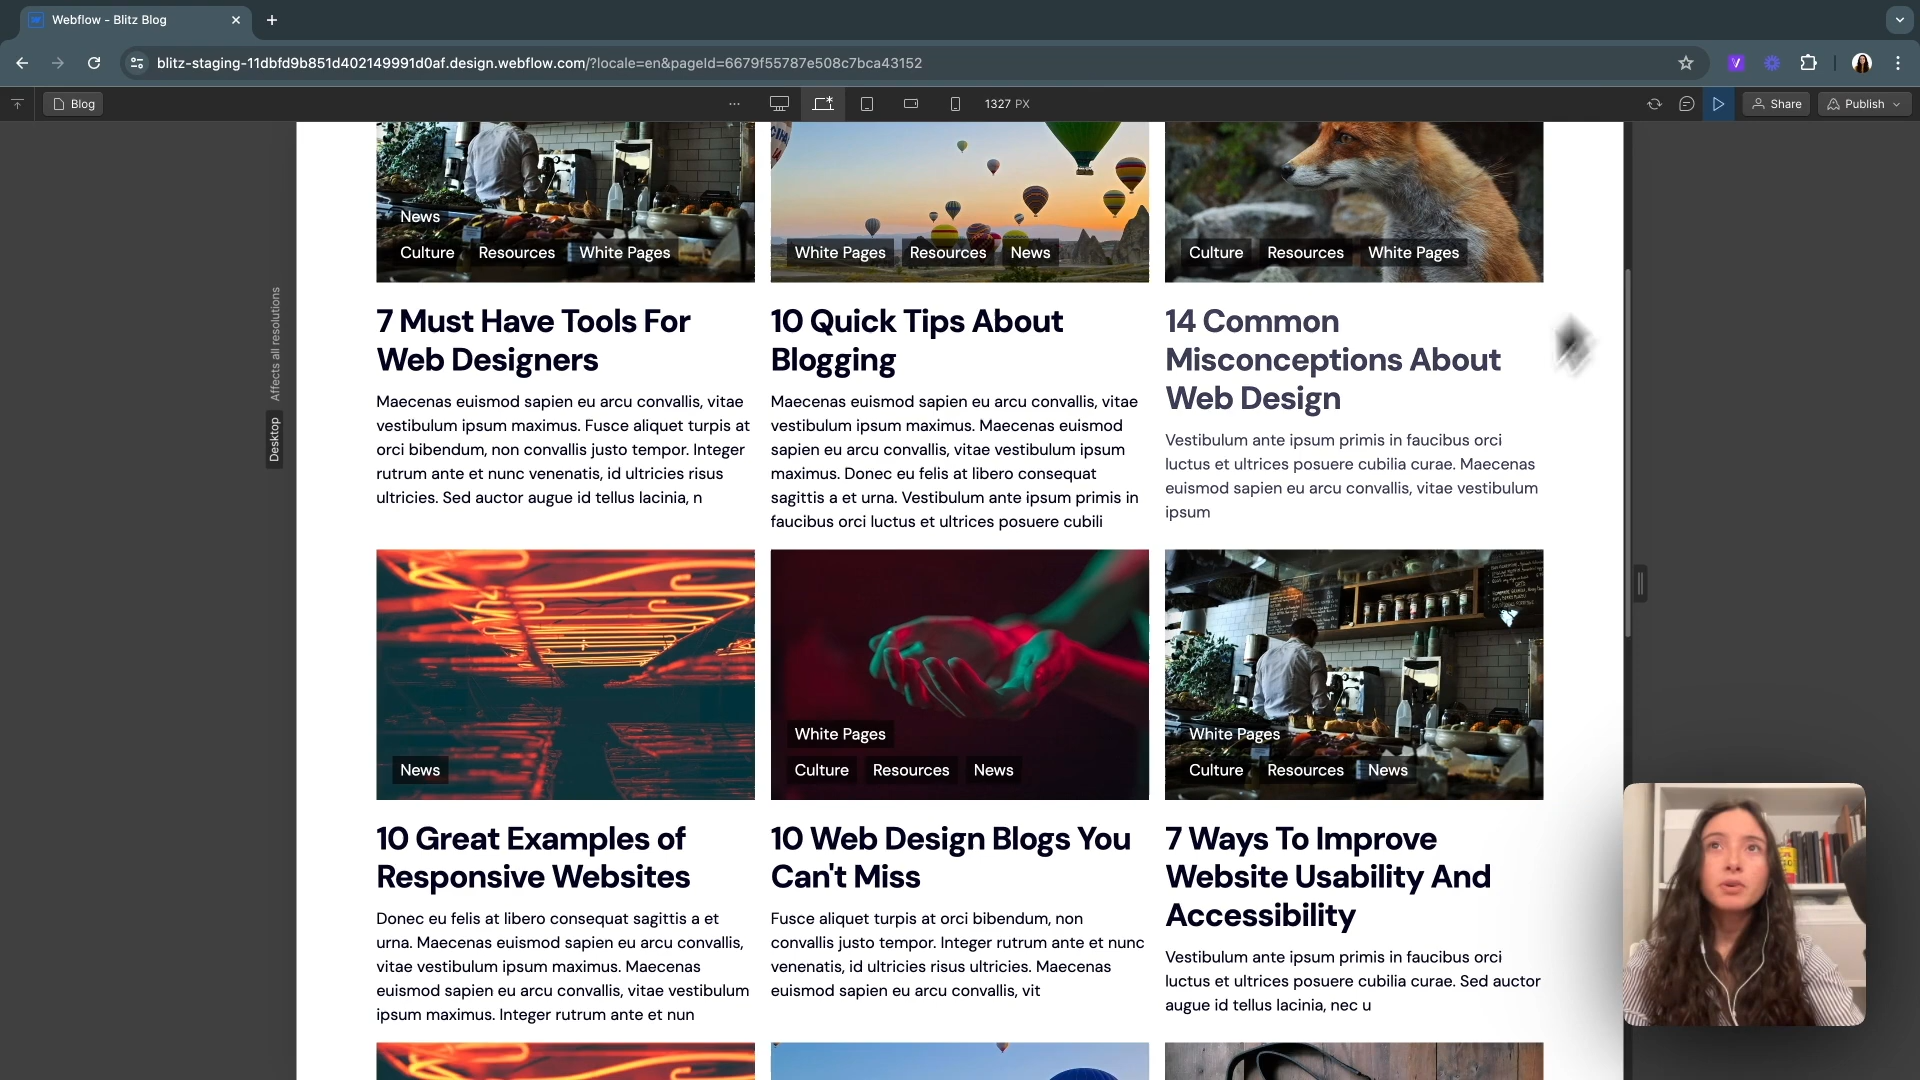 Webflow - Blitz Blog
blitz-staging-11dbfd9b851d402149991d0af.design.webflow.com/?locale=en&pageId=6679f55787e508c7bca43152
Blog
1327 PX
Share
Publish
Affects all resolutions
Desktop
News
Culture Resources White Pages
White Pages Resources News
Culture Resources White Pages
7 Must Have Tools For
Web Designers
Maecenas euismod sapien eu arcu convallis, vitae
vestibulum ipsum maximus. Fusce aliquet turpis at
orci bibendum, non convallis justo tempor. Integer
rutrum ante et nunc venenatis, id ultricies risus
ultricies. Sed auctor augue id tellus lacinia, n
10 Quick Tips About
Blogging
Maecenas euismod sapien eu arcu convallis, vitae
vestibulum ipsum maximus. Maecenas euismod
sapien eu arcu convallis, vitae vestibulum ipsum
maximus. Donec eu felis at libero consequat
sagittis a et urna. Vestibulum ante ipsum primis in
faucibus orci luctus et ultrices posuere cubili
14 Common
Misconceptions About
Web Design
Vestibulum ante ipsum primis in faucibus orci
luctus et ultrices posuere cubilia curae. Maecenas
euismod sapien eu arcu convallis, vitae vestibulum
ipsum
News
White Pages
Culture Resources News
White Pages
Culture Resources News
10 Great Examples of
Responsive Websites
Donec eu felis at libero consequat sagittis a et
urna. Maecenas euismod sapien eu arcu convallis,
vitae vestibulum ipsum maximus. Maecenas
euismod sapien eu arcu convallis, vitae vestibulum
ipsum maximus. Integer rutrum ante et nun
10 Web Design Blogs You
Can't Miss
Fusce aliquet turpis at orci bibendum, non
convallis justo tempor. Integer rutrum ante et nunc
venenatis, id ultricies risus ultricies. Maecenas
euismod sapien eu arcu convallis, vit
7 Ways To Improve
Website Usability And
Accessibility
Vestibulum ante ipsum primis in faucibus orci
luctus et ultrices posuere cubilia curae. Sed auctor
augue id tellus lacinia, nec u